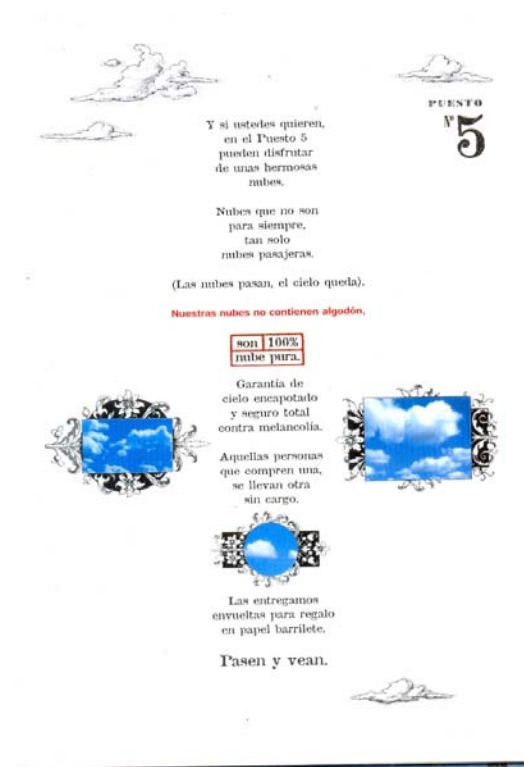 PUESTO
Nº 5
Y si ustedes quieren,
en el Puesto 5
pueden disfrutar
de unas hermosas
nubes.
Nubes que no son
para siempre,
tan solo
nubes pasajeras.
(Las nubes pasan, el cielo queda).
Nuestras nubes no contienen algodón,
son 100%
nube pura.
Garantía de
cielo encapotado
y seguro total
contra melancolía.
Aquellas personas
que compren una,
se llevan otra
sin cargo.
Las entregamos
envueltas para regalo
en papel barrilete.
Pasen y vean.